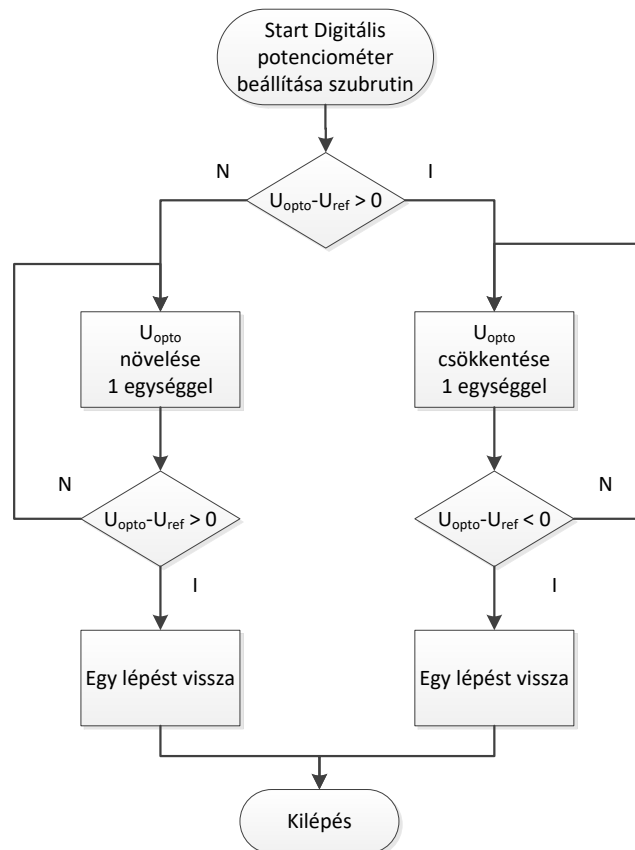 Start Digitális
potenciométer
beállítása szubrutin
N
I
Uopto-Uref > 0
Uopto
növelése
1 egységgel
Uopto
csökkentése
1 egységgel
N
Uopto-Uref > 0
Uopto-Uref < 0
N
I
I
Egy lépést vissza
Egy lépést vissza
Kilépés